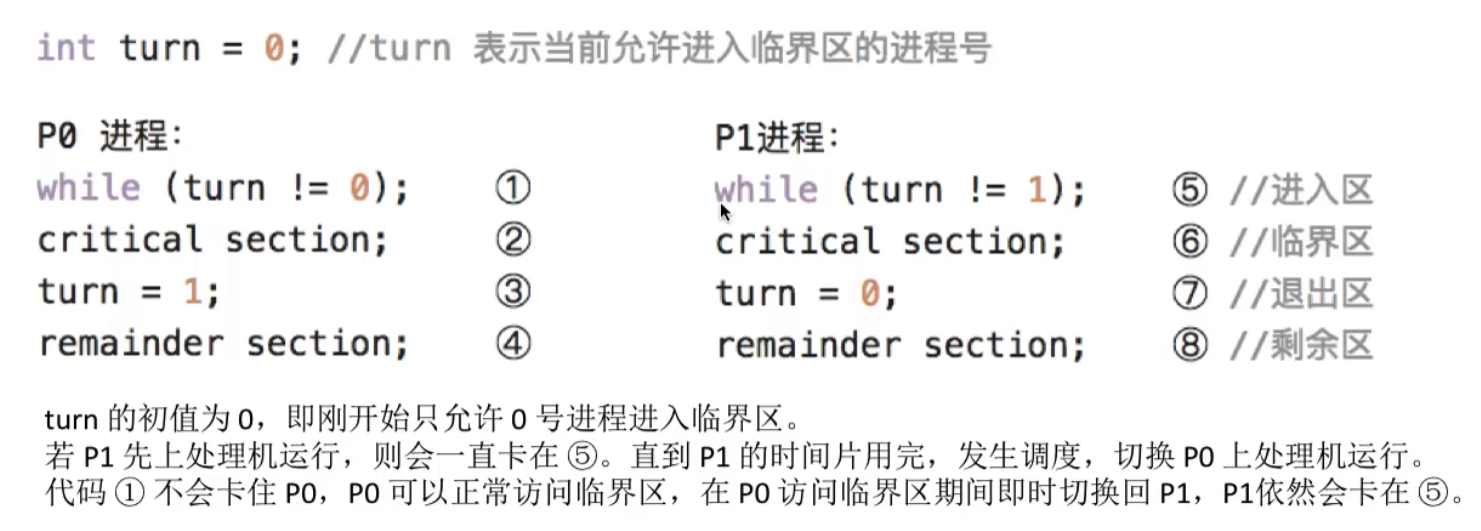 int turn = 0; //turn 表示当前允许进入临界区的进程号
P0 进程:
while (turn != 0); ①
critical section; ②
turn = 1; ③
remainder section; ④
P1进程:
while (turn != 1); ⑤ //进入区
critical section; ⑥ //临界区
turn = 0; ⑦ //退出区
remainder section; ⑧ //剩余区
turn 的初值为 0，即刚开始只允许 0 号进程进入临界区。
若 P1 先上处理机运行，则会一直卡在 ⑤。直到 P1 的时间片用完，发生调度，切换 P0 上处理机运行。
代码 ① 不会卡住 P0，P0 可以正常访问临界区，在 P0 访问临界区期间即时切换回 P1，P1依然会卡在 ⑤。